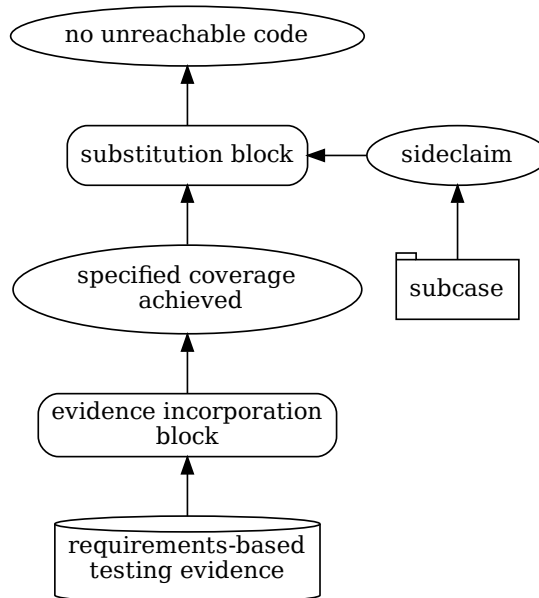 no unreachable code
substitution block
sideclaim
specified coverage
achieved
subcase
evidence incorporation
block
requirements-based
testing evidence